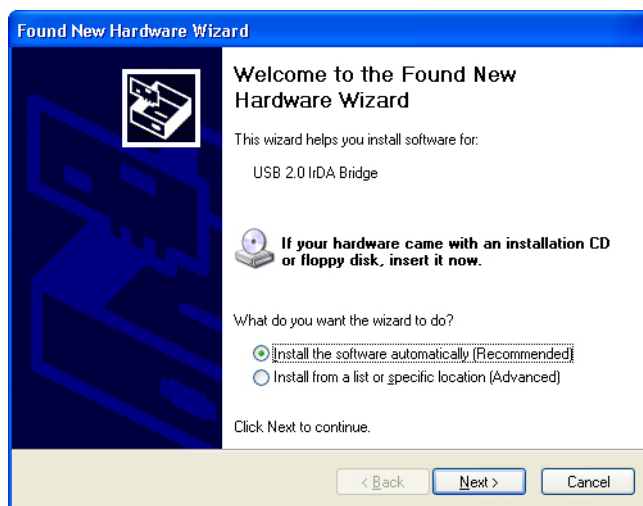 Found New Hardware Wizard
Welcome to the Found New
Hardware Wizard
This wizard helps you install software for:
USB 2.0 IrDA Bridge
If your hardware came with an installation CD
or floppy disk, insert it now.
What do you want the wizard to do?
Install the software automatically (Recommended)
Install from a list or specific location (Advanced)
Click Next to continue.
< Back
Next >
Cancel